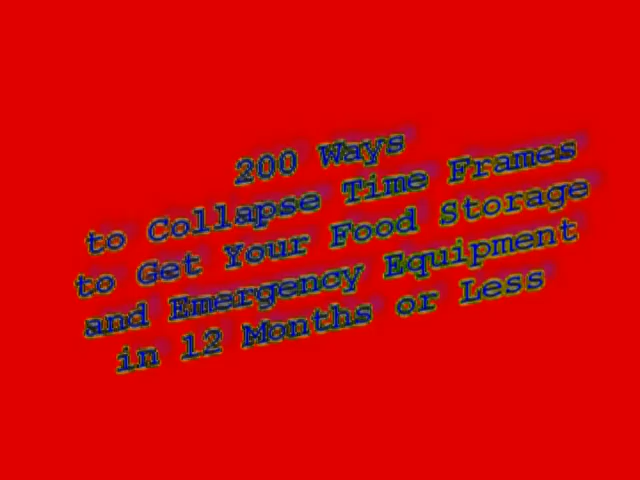 200 Ways
to Collapse Time Frames
to Get Your Food Storage
and Emergency Equipment
in 12 Months or Less